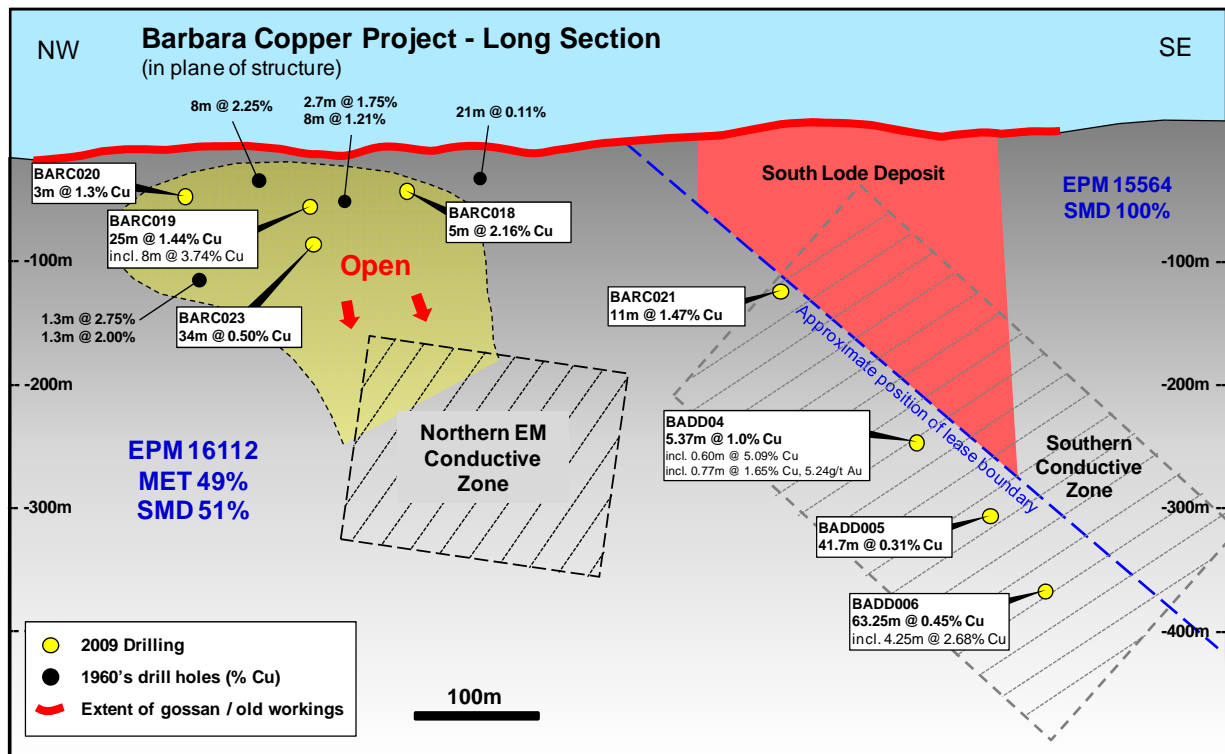 NW
Barbara Copper Project - Long Section
(in plane of structure)
SE
8m @ 2.25%
2.7m @ 1.75%
8m @ 1.21%
21m @ 0.11%
BARC020
3m @ 1.3% Cu
BARC019
25m @ 1.44% Cu
incl. 8m @ 3.74% Cu
BARC018
5m @ 2.16% Cu
South Lode Deposit
EPM 15564
SMD 100%
-100m
-100m
Open
1.3m @ 2.75%
1.3m @ 2.00%
BARC023
34m @ 0.50% Cu
BARC021
11m @ 1.47% Cu
Approximate position of lease boundary
-200m
-200m
EPM 16112
MET 49%
SMD 51%
Northern EM
Conductive
Zone
BADD04
5.37m @ 1.0% Cu
incl. 0.60m @ 5.09% Cu
incl. 0.77m @ 1.65% Cu, 5.24g/t Au
Southern
Conductive
Zone
-300m
-300m
BADD005
41.7m @ 0.31% Cu
BADD006
63.25m @ 0.45% Cu
incl. 4.25m @ 2.68% Cu
-400m
2009 Drilling
1960's drill holes (% Cu)
Extent of gossan / old workings
100m